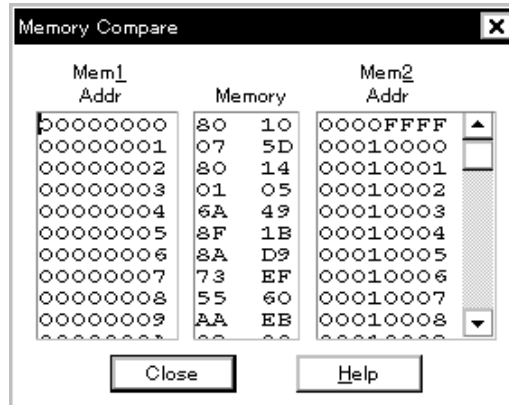 Memory Compare
Mem1 Mem2
Addr Memory Addr
00000000 80 10 0000FFFF
00000001 07 5D 00010000
00000002 80 14 00010001
00000003 01 05 00010002
00000004 6A 49 00010003
00000005 8F 1B 00010004
00000006 8A D9 00010005
00000007 73 EF 00010006
00000008 55 60 00010007
00000009 AA EB 00010008
Close Help